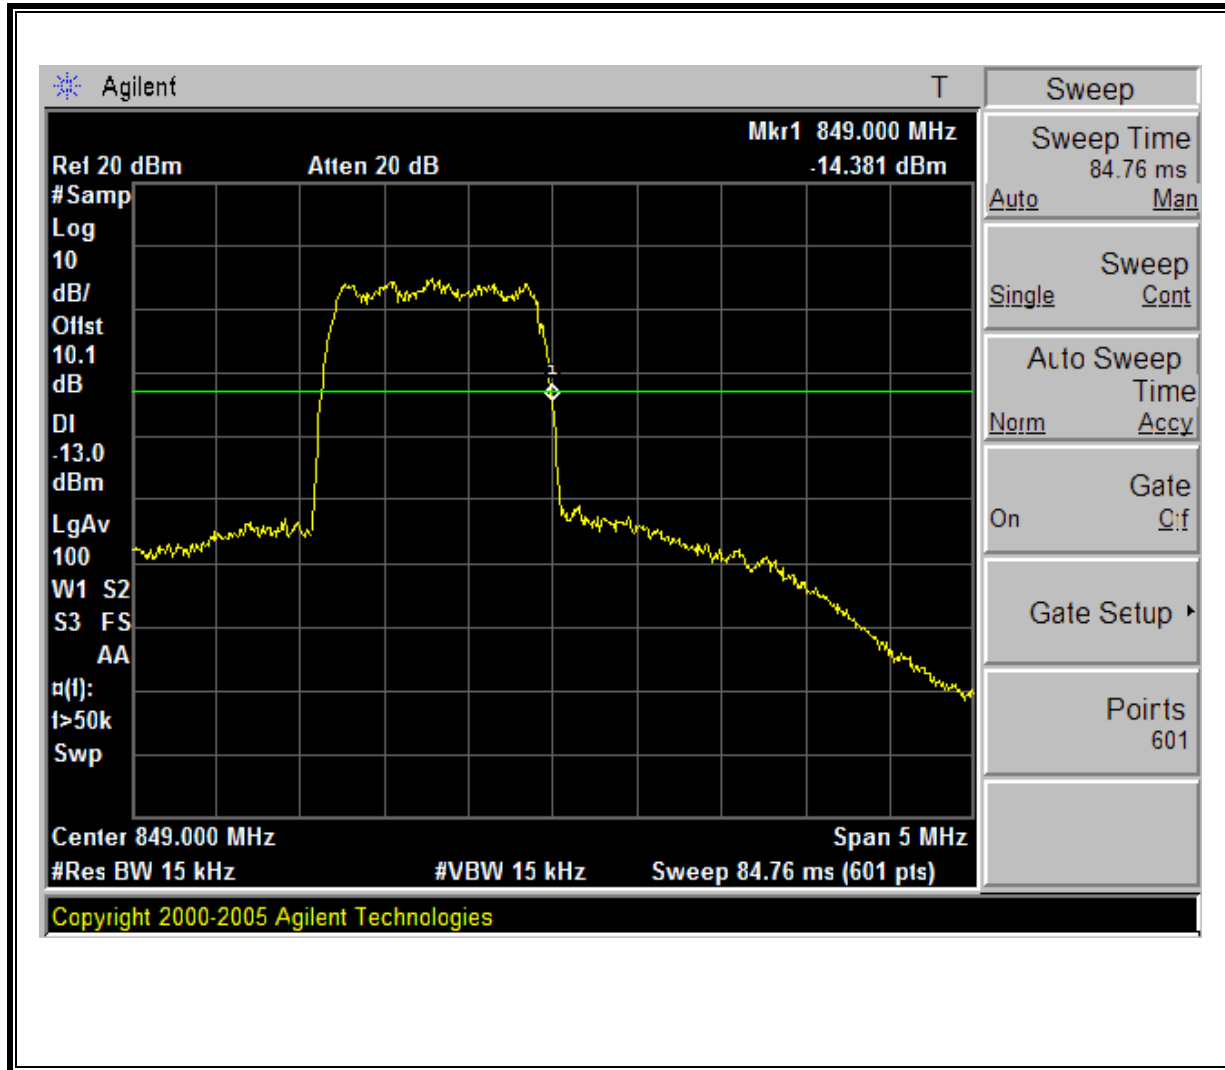 Agilent T Sweep
Mkr1 849.000 MHz
Ref 20 dBm Atten 20 dB -14.381 dBm
#Samp
Log
10
dB/
Offst
10.1
dB
DI
-13.0
dBm
LgAv
100
W1 S2
S3 FS
AA
¤(f):
f>50k
Swp
1
Center 849.000 MHz Span 5 MHz
#Res BW 15 kHz #VBW 15 kHz Sweep 84.76 ms (601 pts)
Copyright 2000-2005 Agilent Technologies
Sweep Time
84.76 ms
Auto Man
Sweep
Single Cont
Auto Sweep
Time
Norm Accy
Gate
On Off
Gate Setup
Points
601